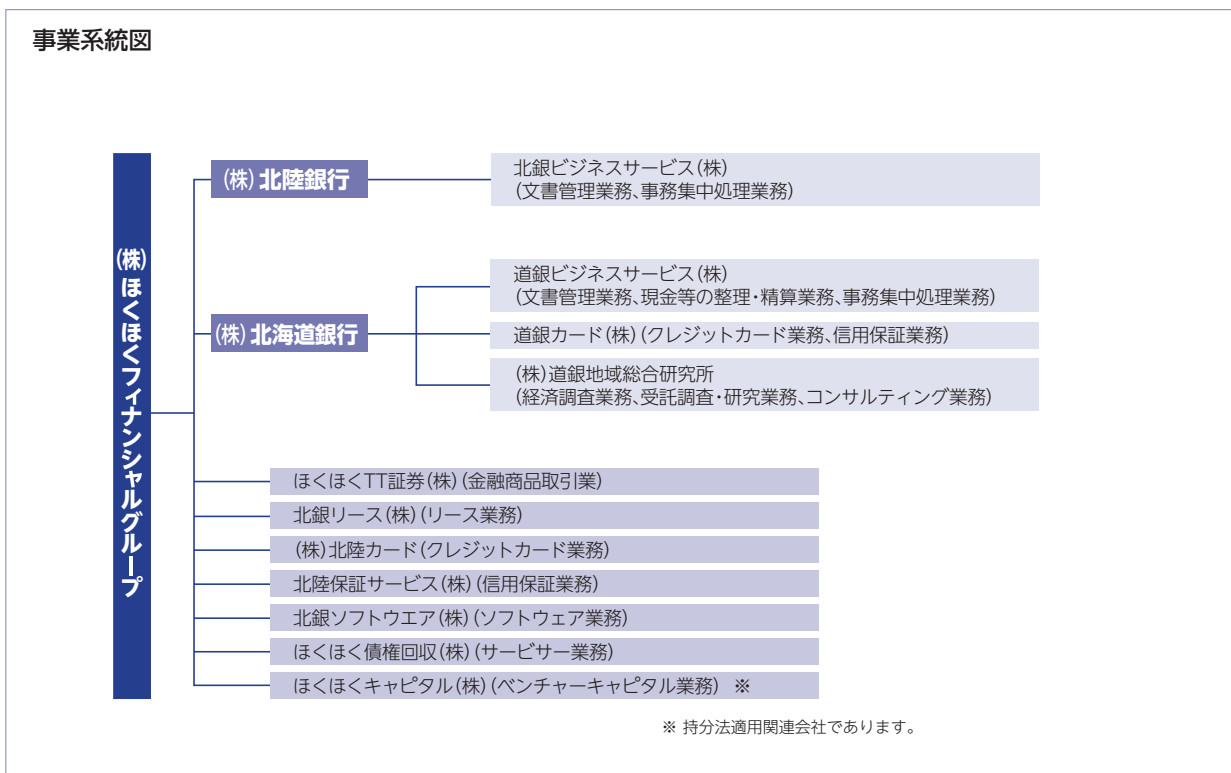 事業系統図
(株)ほくほくフィナンシャルグループ
(株)北陸銀行
北銀ビジネスサービス(株)
(文書管理業務、事務集中処理業務)
(株)北海道銀行
道銀ビジネスサービス(株)
(文書管理業務、現金等の整理・精算業務、事務集中処理業務)
道銀カード(株)(クレジットカード業務、信用保証業務)
(株)道銀地域総合研究所
(経済調査業務、受託調査・研究業務、コンサルティング業務)
ほくほくTT証券(株)(金融商品取引業)
北銀リース(株)(リース業務)
(株)北陸カード(クレジットカード業務)
北陸保証サービス(株)(信用保証業務)
北銀ソフトウエア(株)(ソフトウェア業務)
ほくほく債権回収(株)(サービサー業務)
ほくほくキャピタル(株)(ベンチャーキャピタル業務) ※
※ 持分法適用関連会社であります。